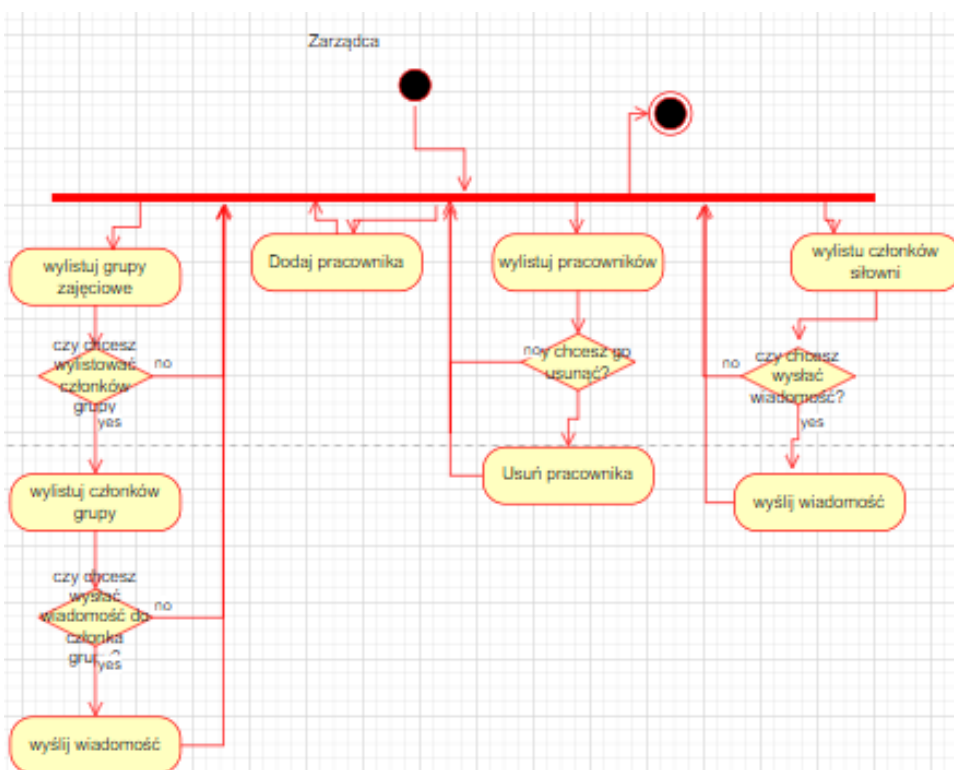 Zarządca
wylistuj grupy
zajęciowe
Dodaj pracownika
wylistuj pracowników
wylistu członków
siłowni
czy chcesz
wylistować
członków
grupy
no
yes
no
y chcesz go
usunąć?
no
czy chcesz
wysłać
wiadomość?
yes
wylistuj członków
grupy
Usuń pracownika
wyślij wiadomość
czy chcesz
wysłać
wiadomość do
członka
no
yes
wyślij wiadomość